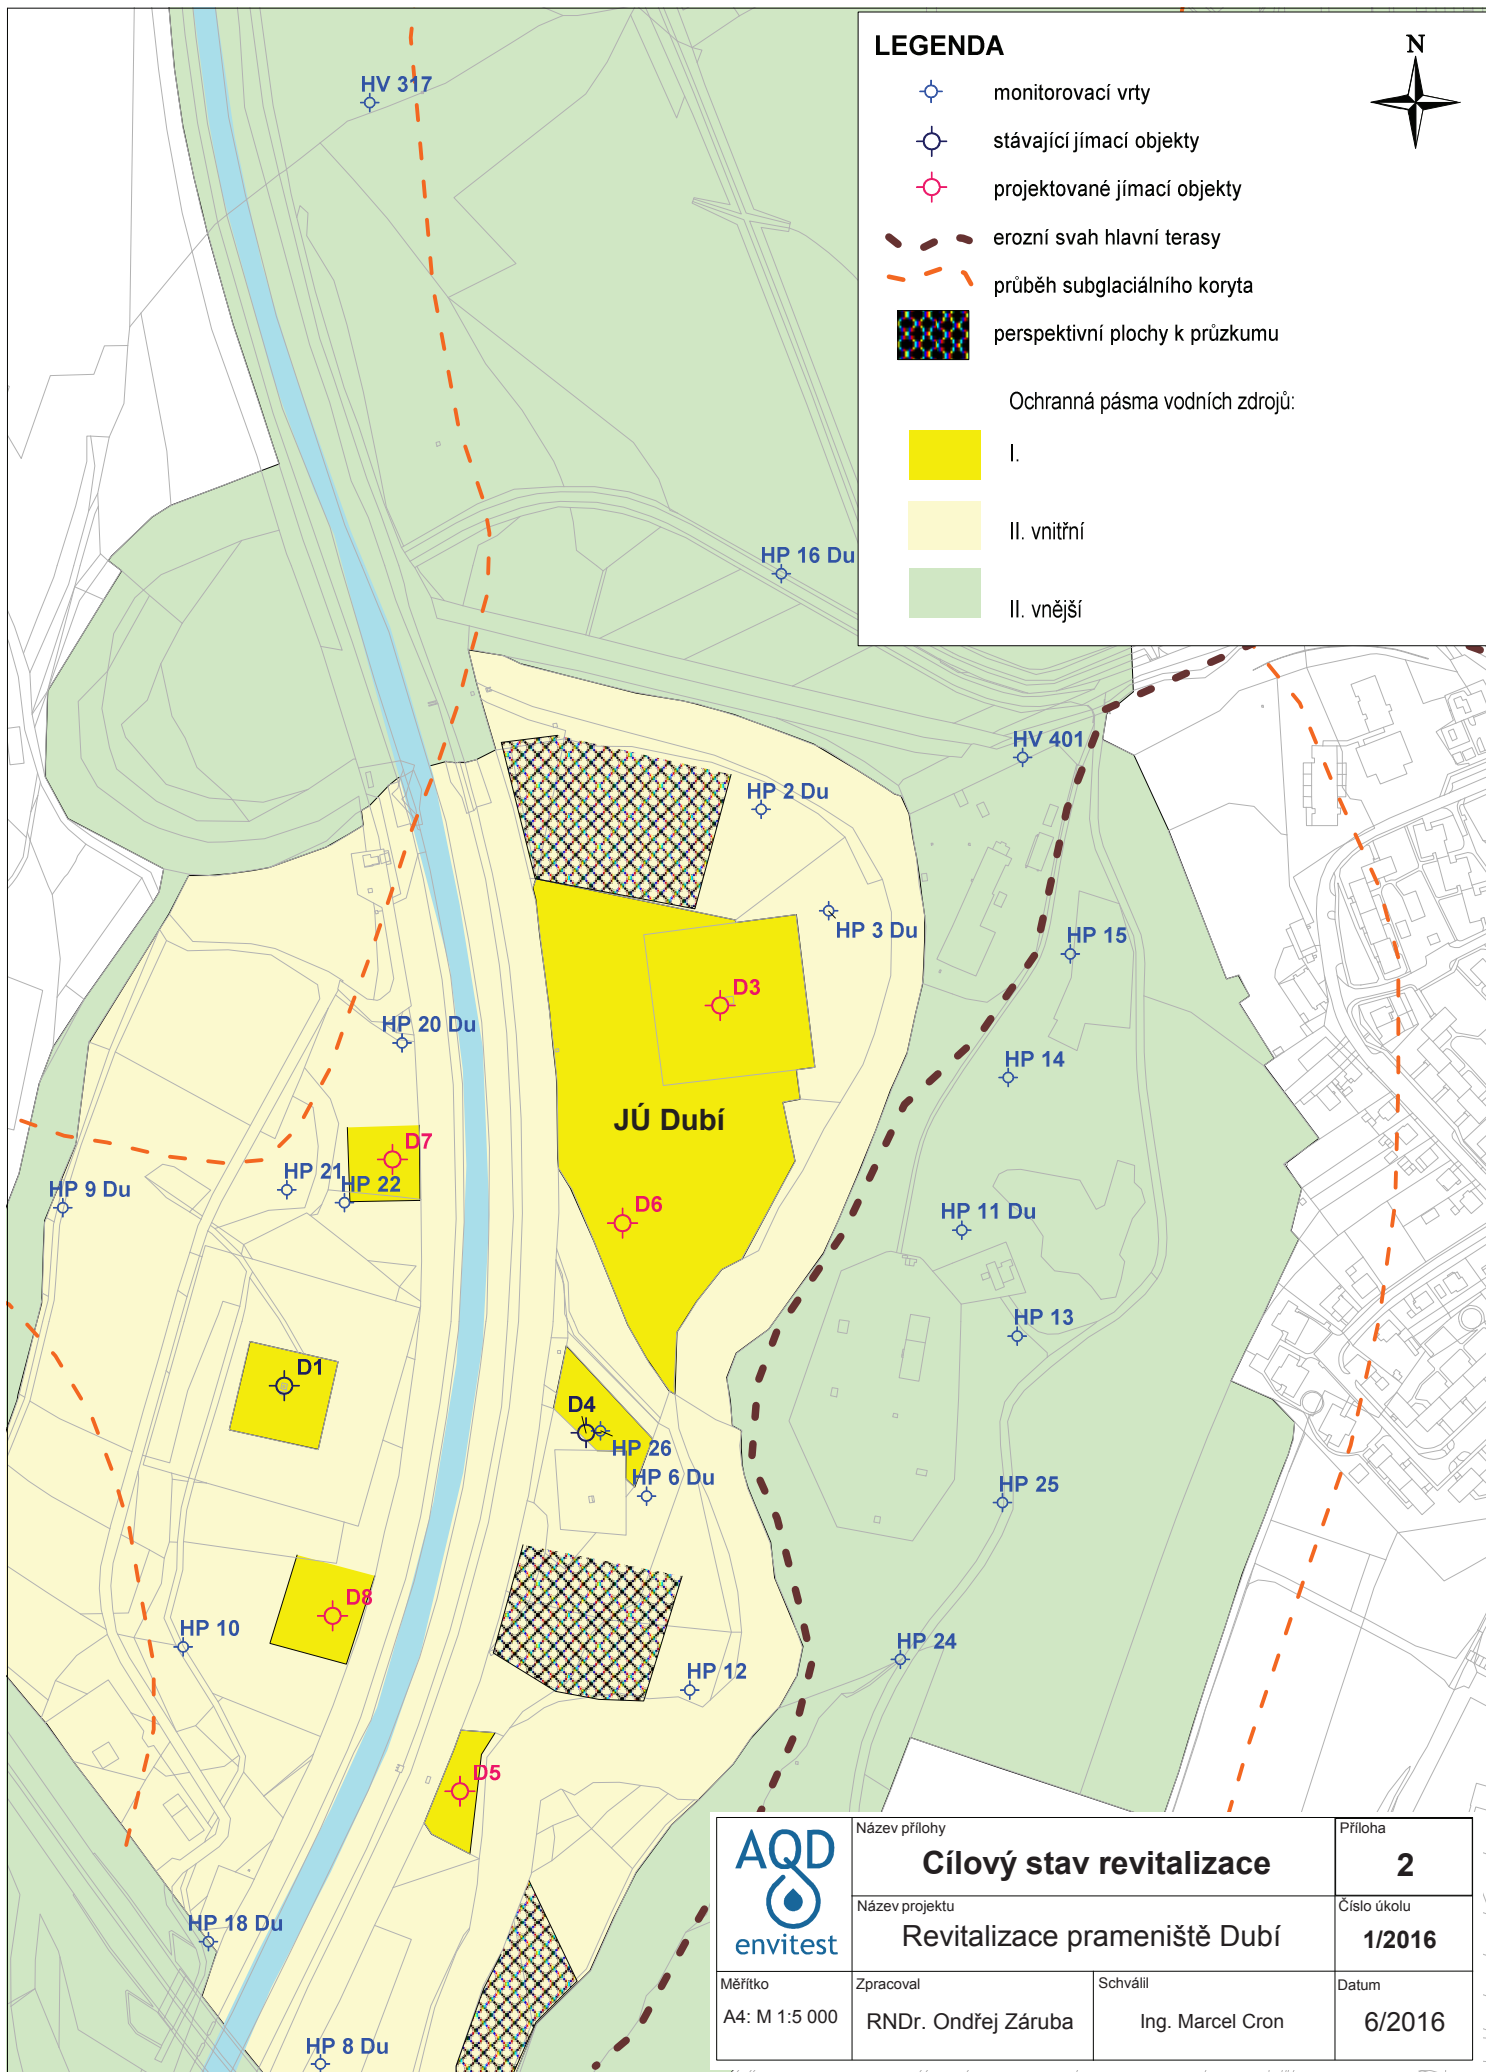 LEGENDA
N
monitorovací vrty
stávající jímací objekty
projektované jímací objekty
erozní svah hlavní terasy
průběh subglaciálního koryta
perspektivní plochy k průzkumu
Ochranná pásma vodních zdrojů:
I.
II. vnitřní
II. vnější
HV 317
HP 16 Du
HV 401
HP 2 Du
HP 3 Du
HP 15
D3
HP 20 Du
HP 14
JÚ Dubí
D7
HP 21
HP 22
HP 9 Du
D6
HP 11 Du
HP 13
D1
D4
HP 26
HP 6 Du
HP 25
D8
HP 10
HP 24
HP 12
D5
HP 18 Du
HP 8 Du
AQD
envitest
Název přílohy
Cílový stav revitalizace
Příloha
2
Název projektu
Revitalizace prameniště Dubí
Číslo úkolu
1/2016
Měřítko
A4: M 1:5 000
Zpracoval
RNDr. Ondřej Záruba
Schválil
Ing. Marcel Cron
Datum
6/2016